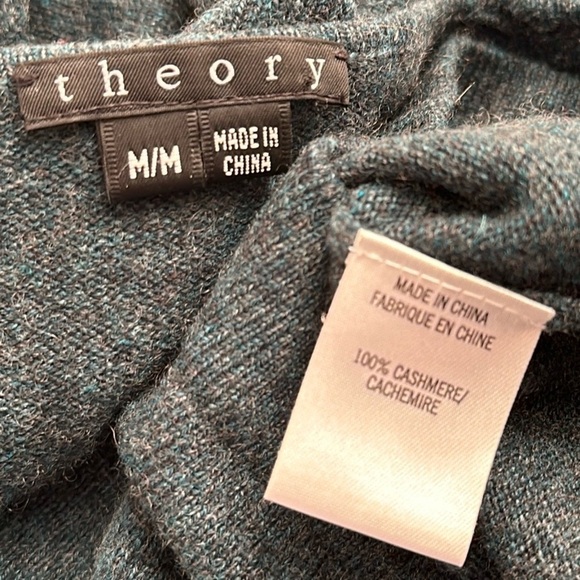 theory
M/M
MADE IN
CHINA
MADE IN CHINA
FABRIQUE EN CHINE
100% CASHMERE/
CACHEMIRE